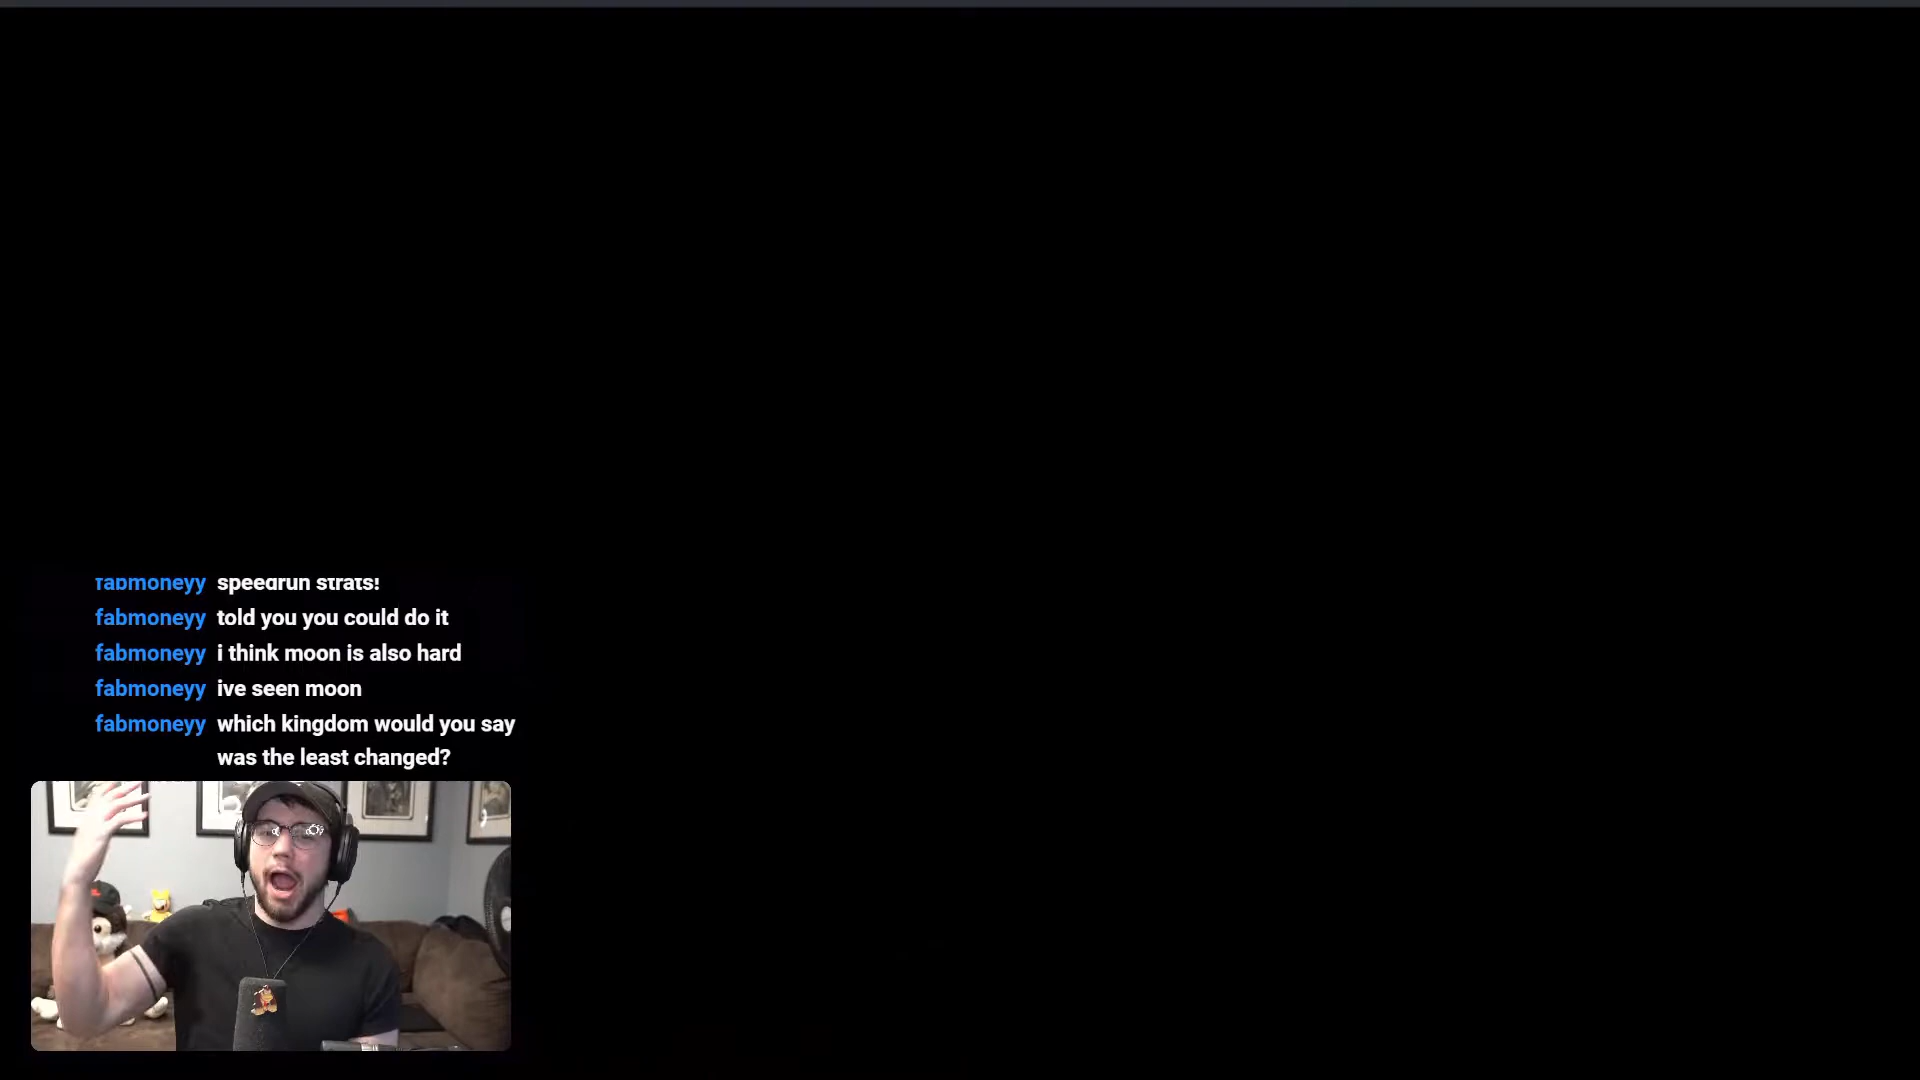 fabmoneyy speedrun strats!
fabmoneyy told you you could do it
fabmoneyy i think moon is also hard
fabmoneyy ive seen moon
fabmoneyy which kingdom would you say
was the least changed?